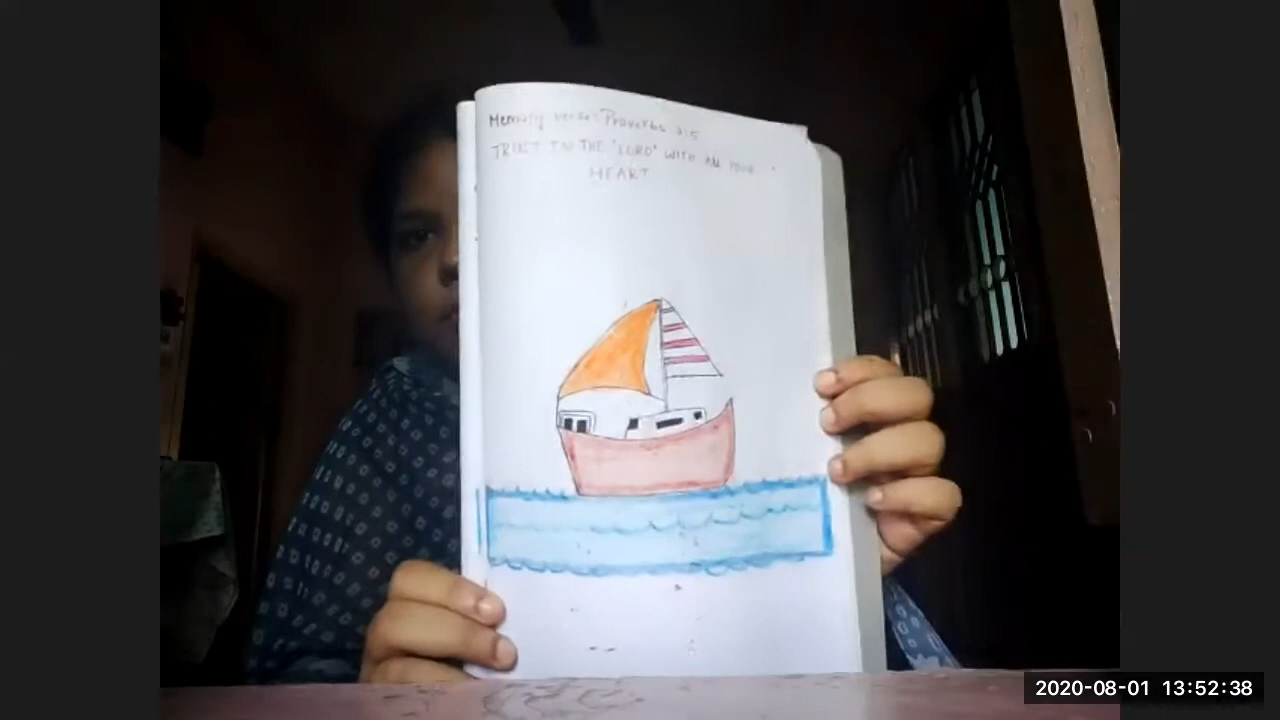 Memory verse: Proverbs 3:5
TRUST IN THE 'LORD' WITH ALL YOUR
HEART
2020-08-01 13:52:38